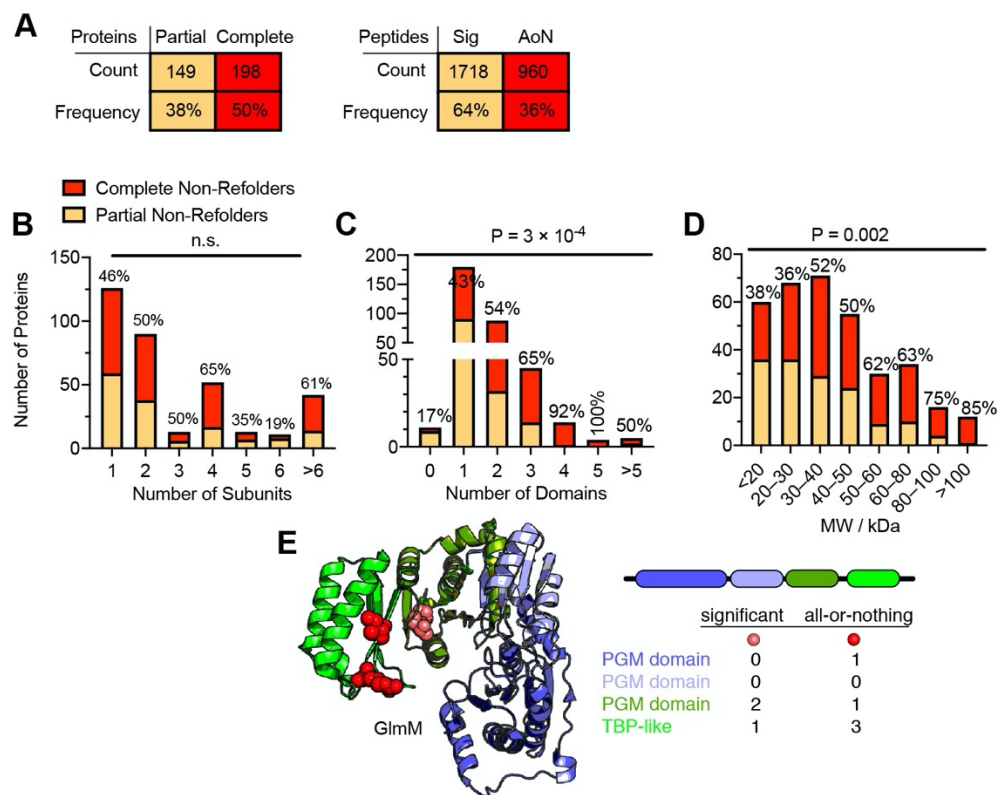 A
Proteins Partial Complete
Count 149 198
Frequency 38% 50%
Peptides Sig AoN
Count 1718 960
Frequency 64% 36%
Complete Non-Refolders
Partial Non-Refolders
B
n.s.
Number of Proteins
150
100
50
0
46% 50% 50% 65% 35% 19% 61%
1 2 3 4 5 6 >6
Number of Subunits
C
P = 3 × 10-4
200
150
100
50
50
0
17% 43% 54% 65% 92% 100% 50%
0 1 2 3 4 5 >5
Number of Domains
D
P = 0.002
80
60
40
20
0
38% 36% 52% 50% 62% 63% 75% 85%
<20 20–30 30–40 40–50 50–60 60–80 80–100 >100
MW / kDa
E
GlmM
significant all-or-nothing
PGM domain 0 1
PGM domain 0 0
PGM domain 2 1
TBP-like 1 3